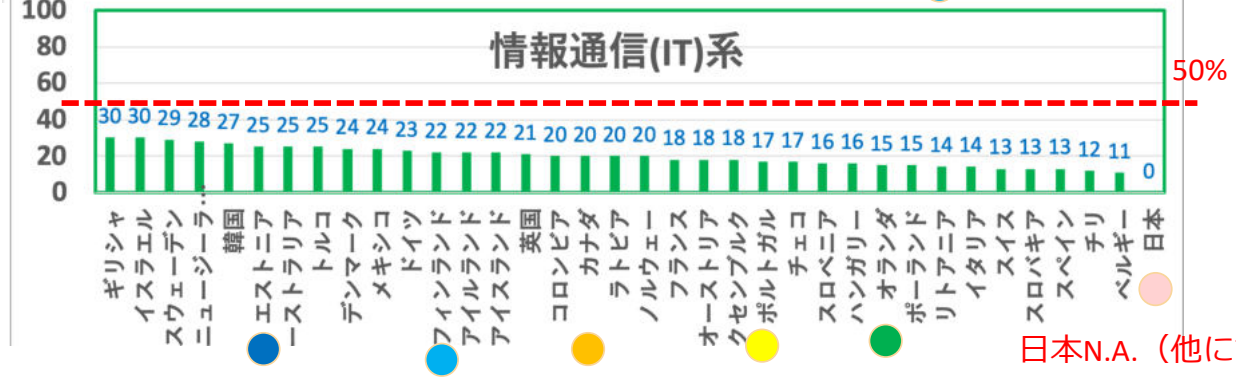 100
80
60
40
20
0
情報通信(IT)系
50%
30 30 29 28 27 25 25 25 24 24 23 22 22 22 21 20 20 20 20 18 18 18 17 17 16 16 15 15 14 14 13 13 13 12 11 0
ギリシャ
イスラエル
スウェーデン
ニュージーラ…
韓国
エストニア
ーストラリア
トルコ
デンマーク
メキシコ
ドイツ
フィンランド
アイルランド
アイスランド
英国
コロンビア
カナダ
ラトビア
ノルウェー
フランス
オーストリア
クセンブルク
ポルトガル
チェコ
スロベニア
ハンガリー
オランダ
ポーランド
リトアニア
イタリア
スイス
スロバキア
スペイン
チリ
ベルギー
日本
日本N.A.（他に